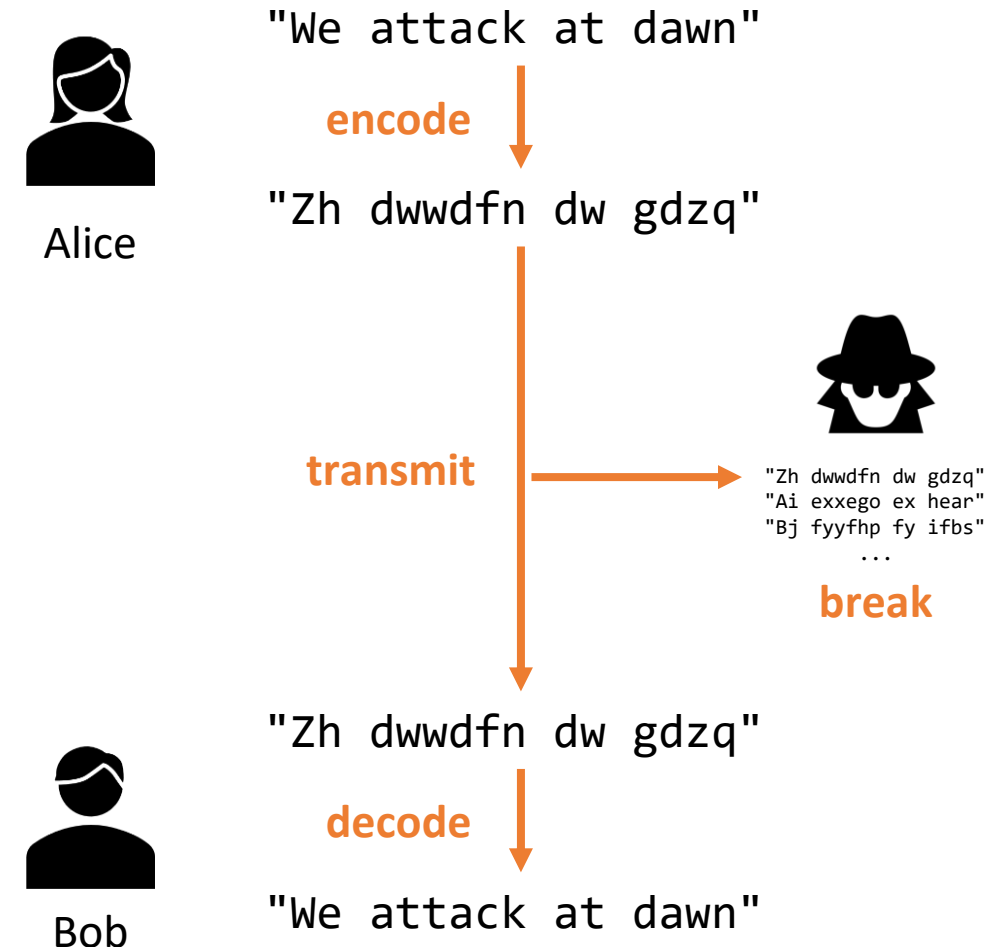 "We attack at dawn"
encode
"Zh dwwdfn dw gdzq"
Alice
transmit
"Zh dwwdfn dw gdzq"
"Ai exxego ex hear"
"Bj fyyfhp fy ifbs"
...
break
"Zh dwwdfn dw gdzq"
decode
"We attack at dawn"
Bob